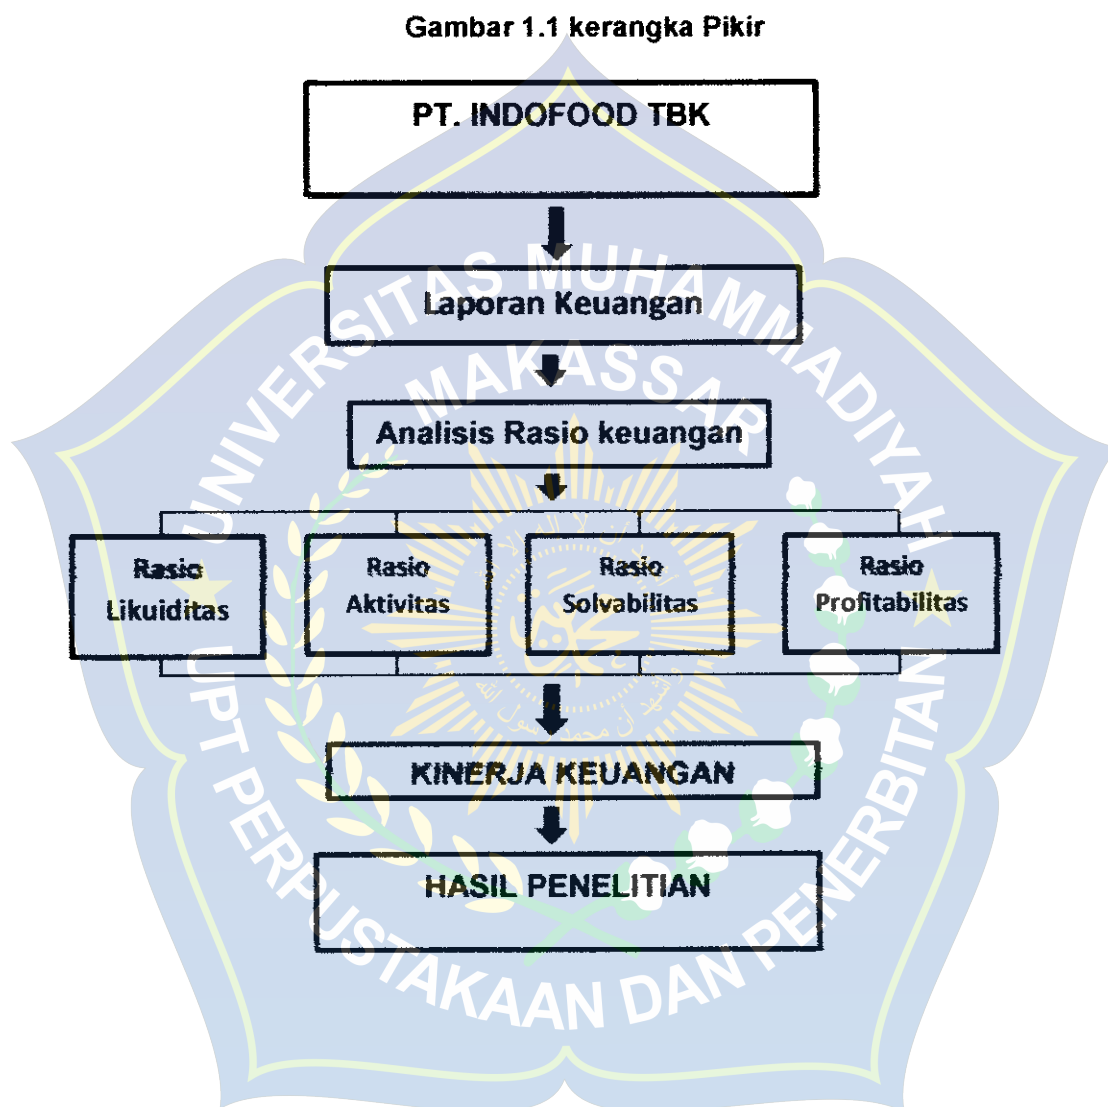 Gambar 1.1 kerangka Pikir
PT. INDOFOOD TBK
Laporan Keuangan
Analisis Rasio keuangan
Rasio
Likuiditas
Rasio
Aktivitas
Rasio
Solvabilitas
Rasio
Profitabilitas
KINERJA KEUANGAN
HASIL PENELITIAN
UNIVERSITAS MUHAMMADIYAH
MAKASSAR
UPT PERPUSTAKAAN DAN PENERBITAN